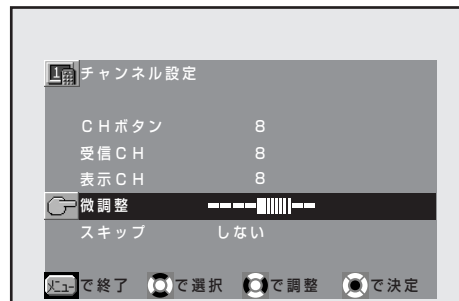 チャンネル設定
CHボタン 8
受信CH 8
表示CH 8
微調整
スキップ しない
メニューで終了 で選択 で調整 で決定